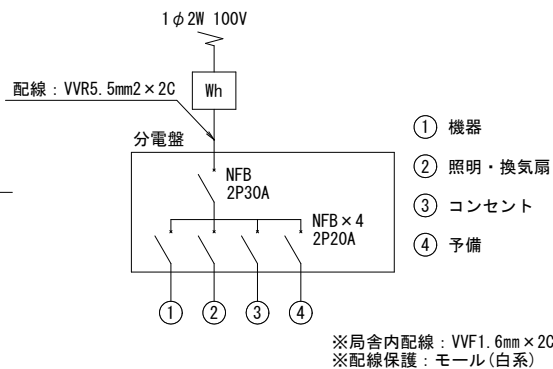 1φ2W 100V
配線：VVR5.5mm2×2C
Wh
分電盤
NFB
2P30A
NFB×4
2P20A
① ② ③ ④
① 機器
② 照明・換気扇
③ コンセント
④ 予備
※局舎内配線：VVF1.6mm×2C
※配線保護：モール(白系)